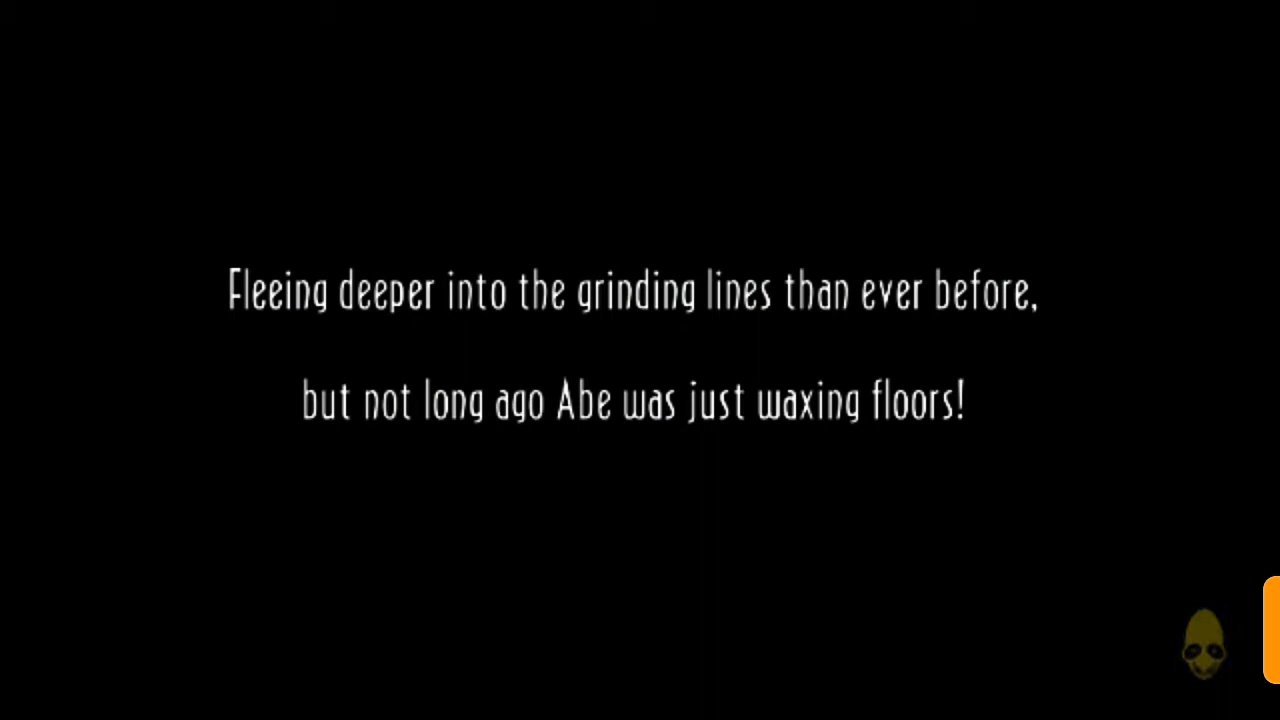 Fleeing deeper into the grinding lines than ever before,
but not long ago Abe was just waxing floors!